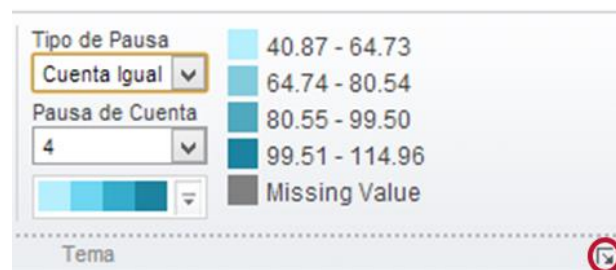 Tipo de Pausa
Cuenta Igual
Pausa de Cuenta
4
40.87 - 64.73
64.74 - 80.54
80.55 - 99.50
99.51 - 114.96
Missing Value
Tema